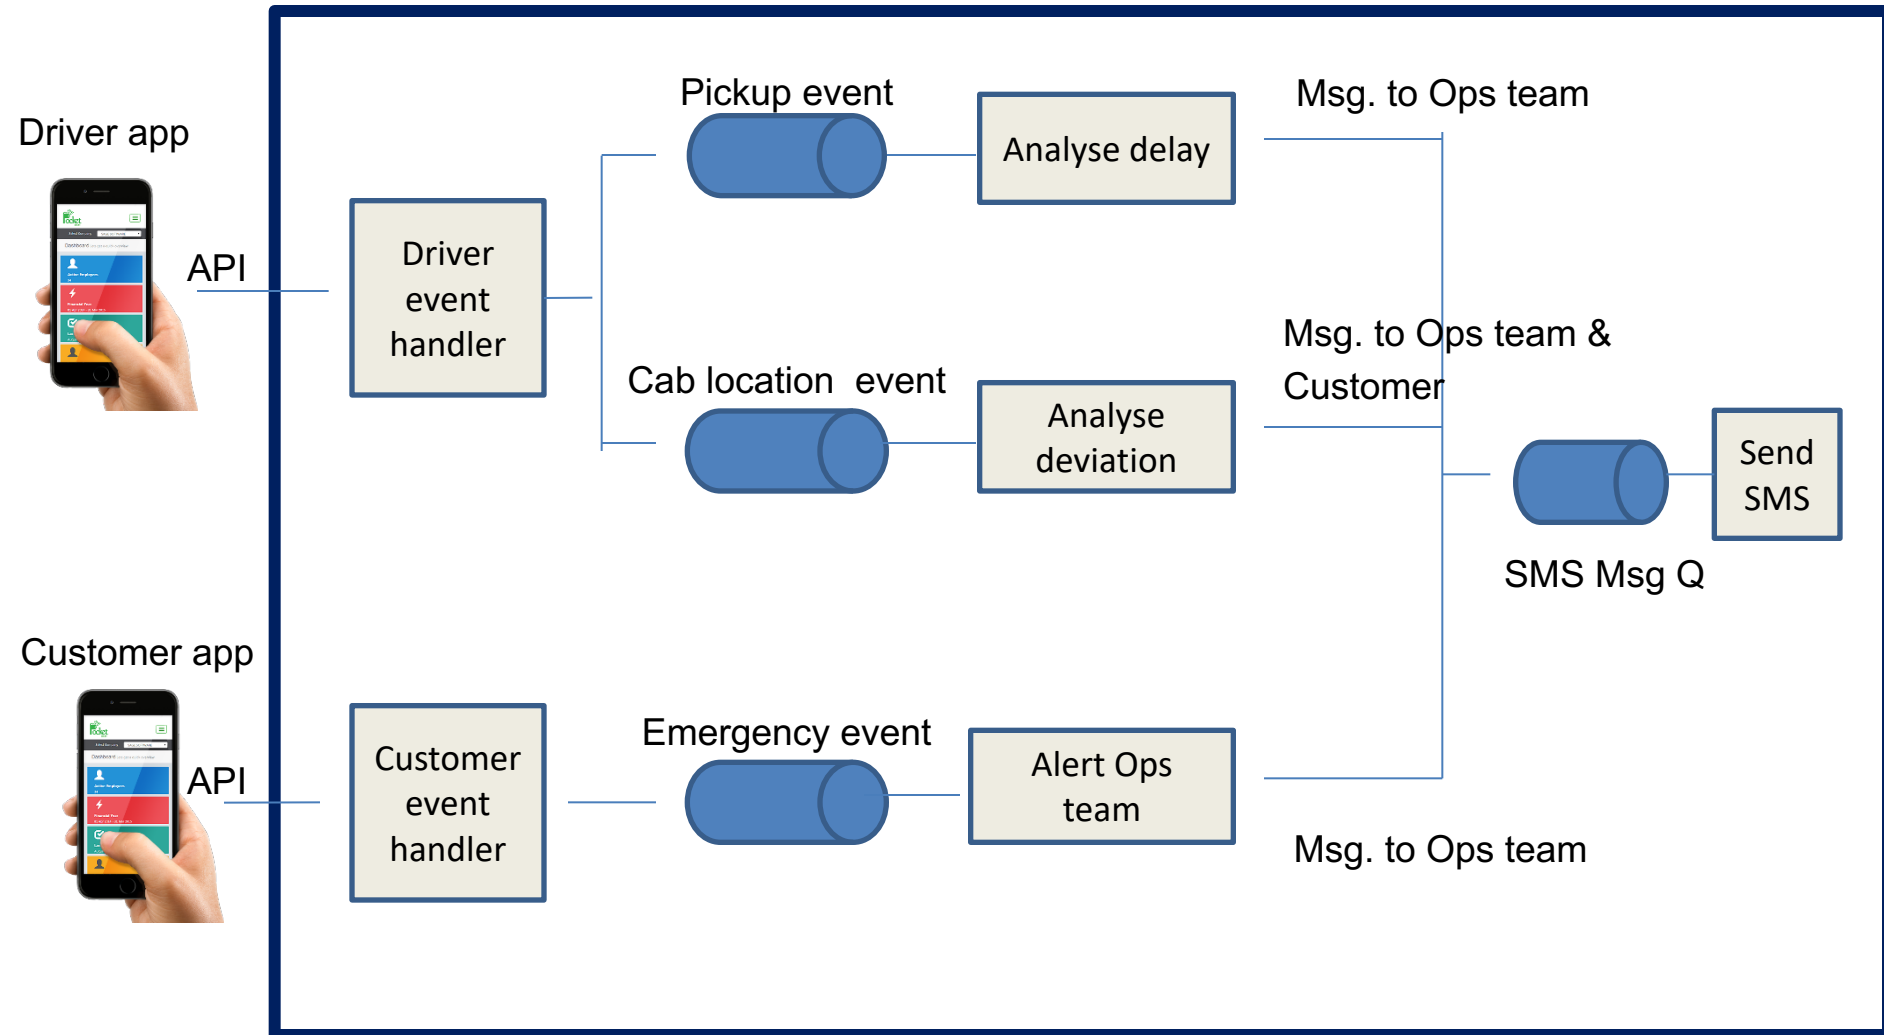 Pickup event
Msg. to Ops team
Driver app
Analyse delay
API
Driver
event
handler
Msg. to Ops team &
Customer
Cab location  event
Analyse
deviation
Send
SMS
SMS Msg Q
Customer app
API
Customer
event
handler
Emergency event
Alert Ops
team
Msg. to Ops team